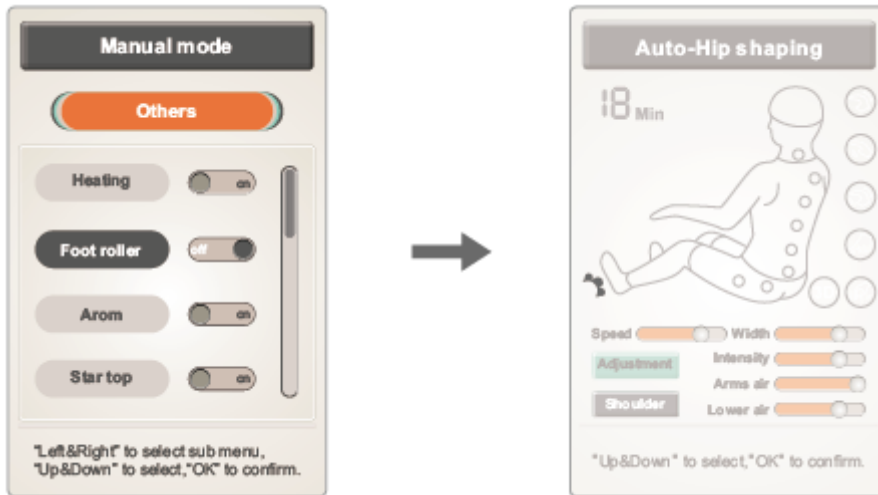 Manual mode
Others
Heating
on
Foot roller
off
Arom
on
Star top
on
"Left&Right" to select sub menu,
"Up&Down" to select,"OK" to confirm.
Auto-Hip shaping
18 Min
Speed
Width
Adjustment
Intensity
Arms air
Shoulder
Lower air
"Up&Down" to select,"OK" to confirm.